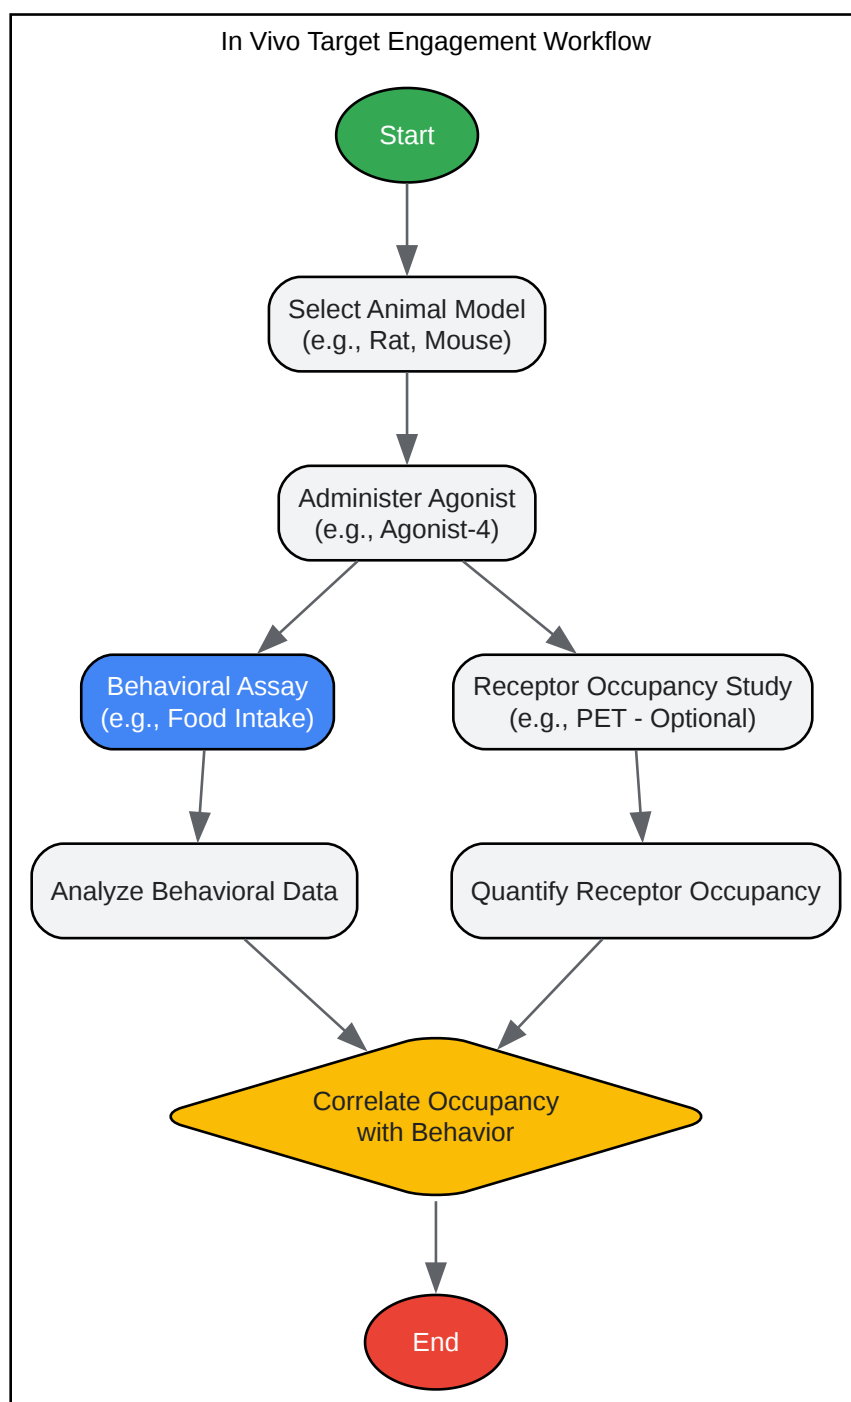 In Vivo Target Engagement Workflow
Start
Select Animal Model
(e.g., Rat, Mouse)
Administer Agonist
(e.g., Agonist-4)
Behavioral Assay
(e.g., Food Intake)
Receptor Occupancy Study
(e.g., PET - Optional)
Analyze Behavioral Data
Quantify Receptor Occupancy
Correlate Occupancy
with Behavior
End